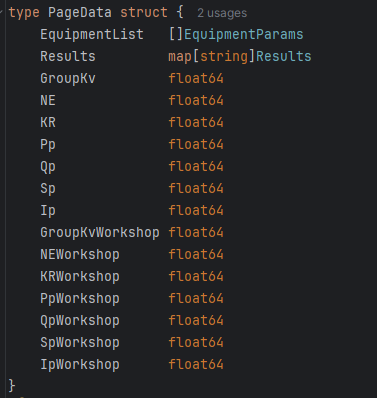 type PageData struct { 2 usages
EquipmentList []EquipmentParams
Results map[string]Results
GroupKv float64
NE float64
KR float64
Pp float64
Qp float64
Sp float64
Ip float64
GroupKvWorkshop float64
NEWorkshop float64
KRWorkshop float64
PpWorkshop float64
QpWorkshop float64
SpWorkshop float64
IpWorkshop float64
}